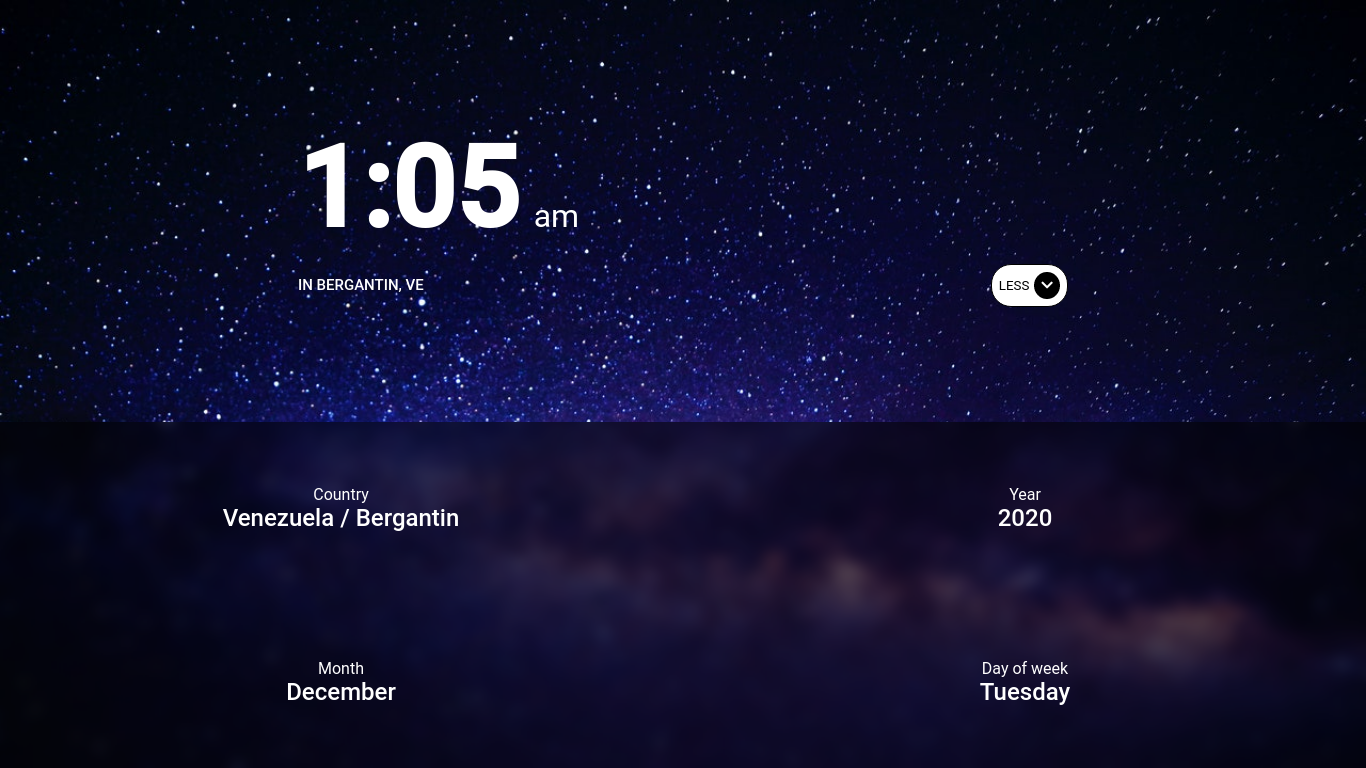 1:05 am
IN BERGANTIN, VE
LESS
Country
Venezuela / Bergantin
Year
2020
Month
December
Day of week
Tuesday